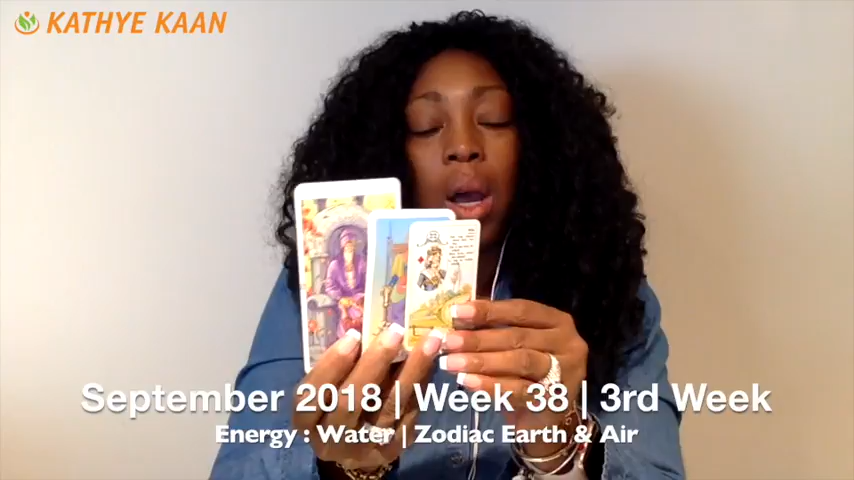 KATHYE KAAN
September 2018 | Week 38 | 3rd Week
Energy : Water | Zodiac Earth & Air